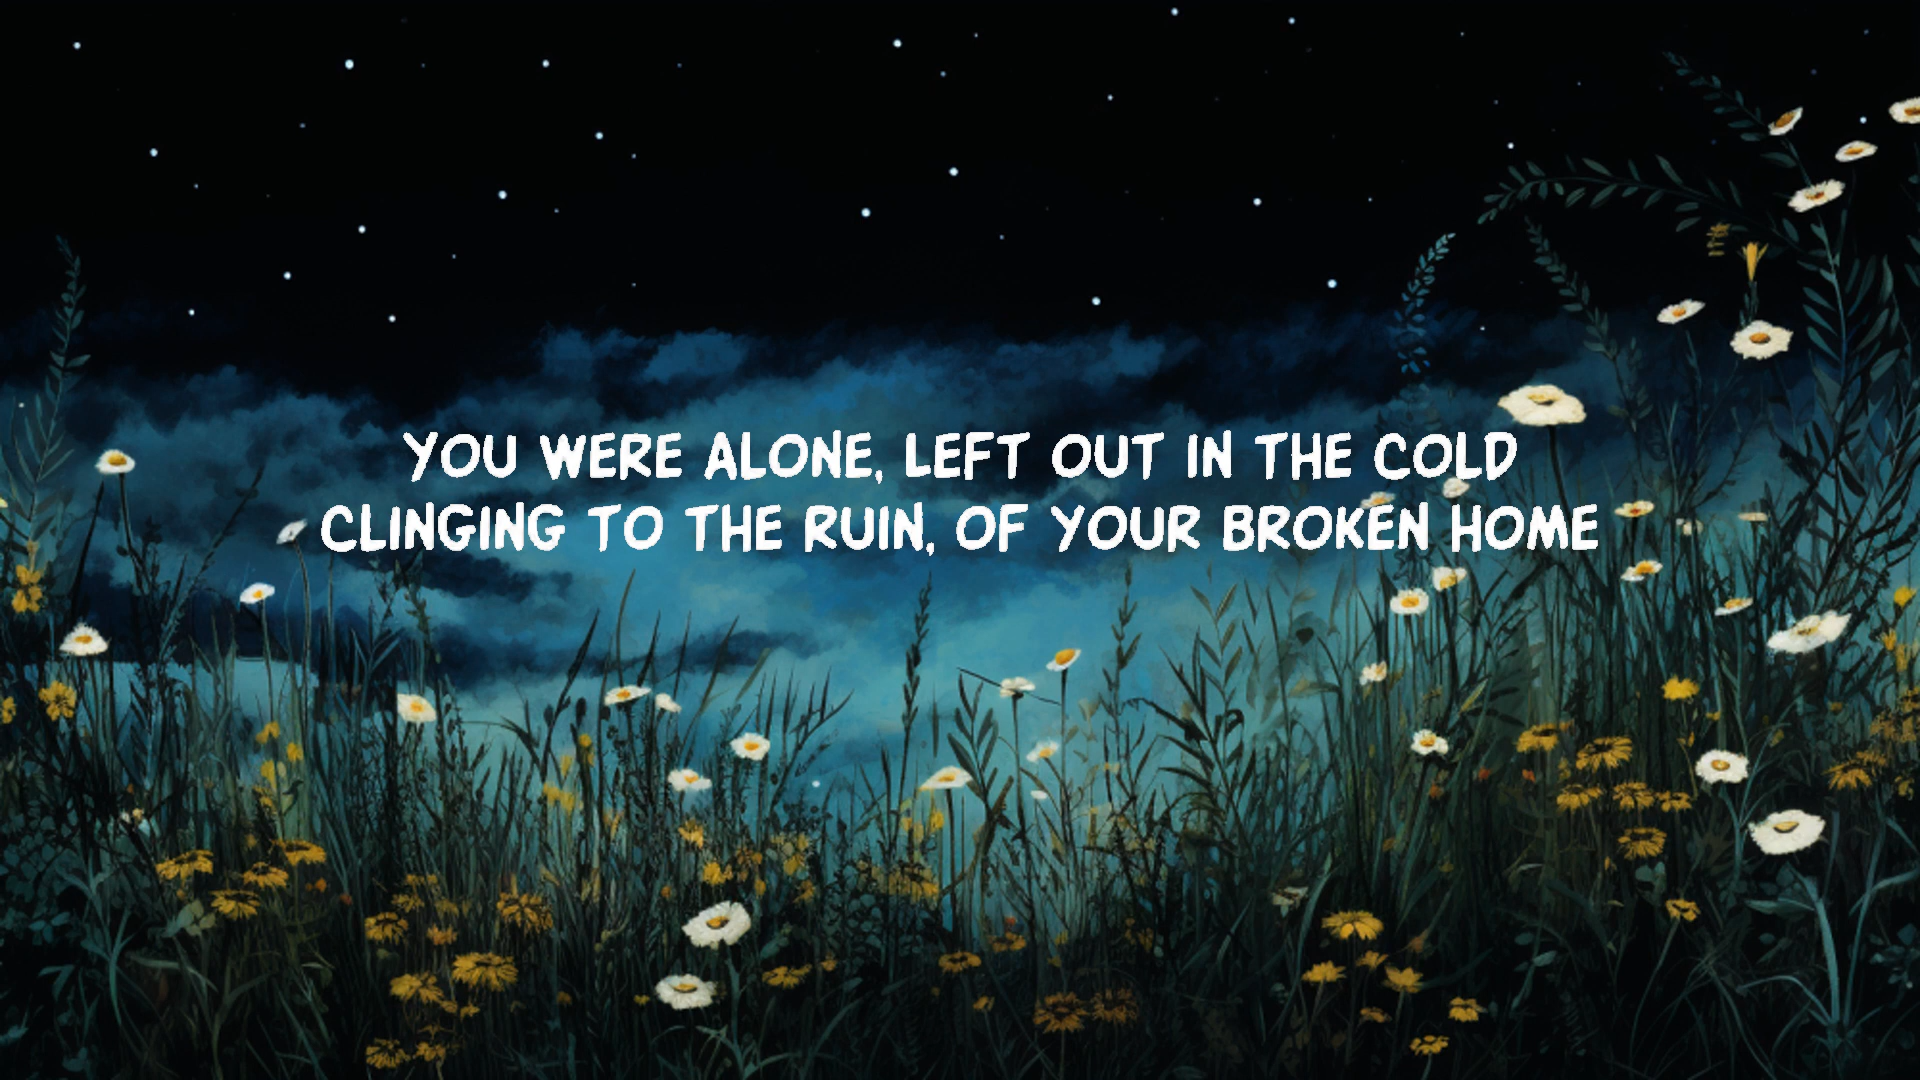 YOU WERE ALONE, LEFT OUT IN THE COLD
CLINGING TO THE RUIN, OF YOUR BROKEN HOME